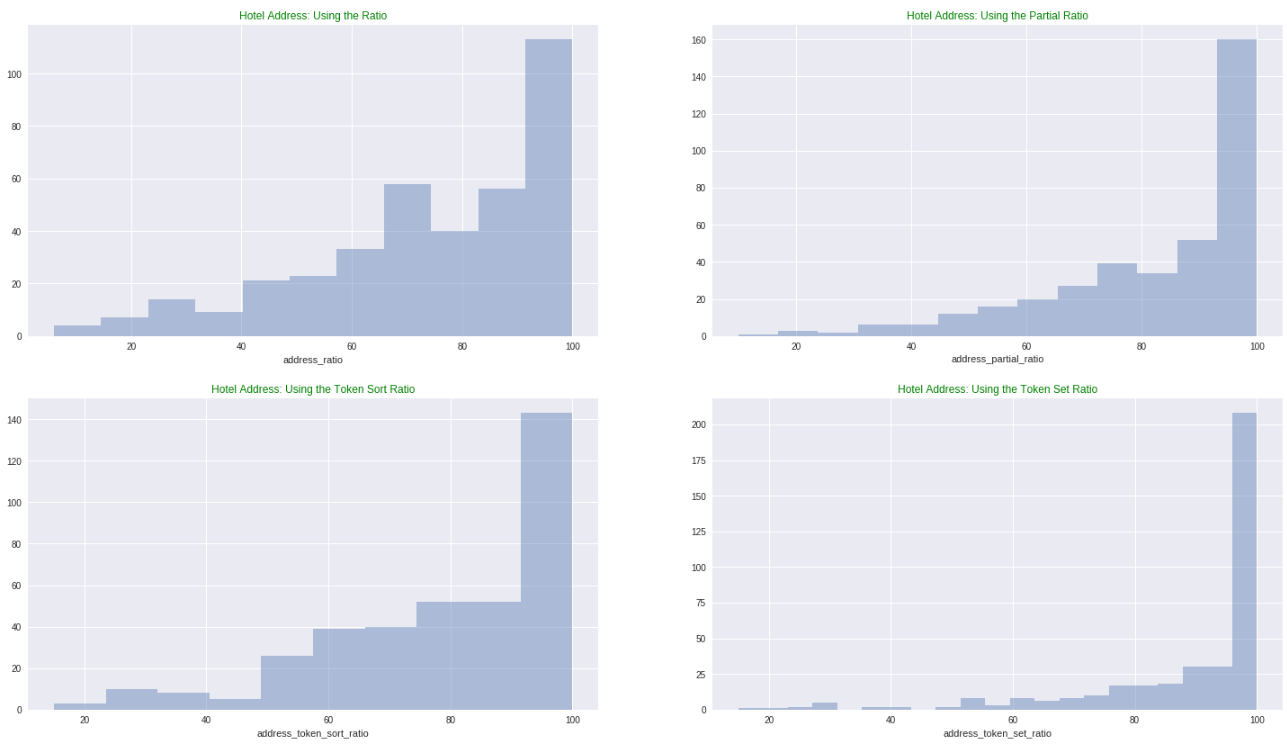 Hotel Address: Using the Ratio
100
80
60
40
20
0
20 40 60 80 100
address_ratio
Hotel Address: Using the Partial Ratio
160
140
120
100
80
60
40
20
0
20 40 60 80 100
address_partial_ratio
Hotel Address: Using the Token Sort Ratio
140
120
100
80
60
40
20
0
20 40 60 80 100
address_token_sort_ratio
Hotel Address: Using the Token Set Ratio
200
175
150
125
100
75
50
25
0
20 40 60 80 100
address_token_set_ratio